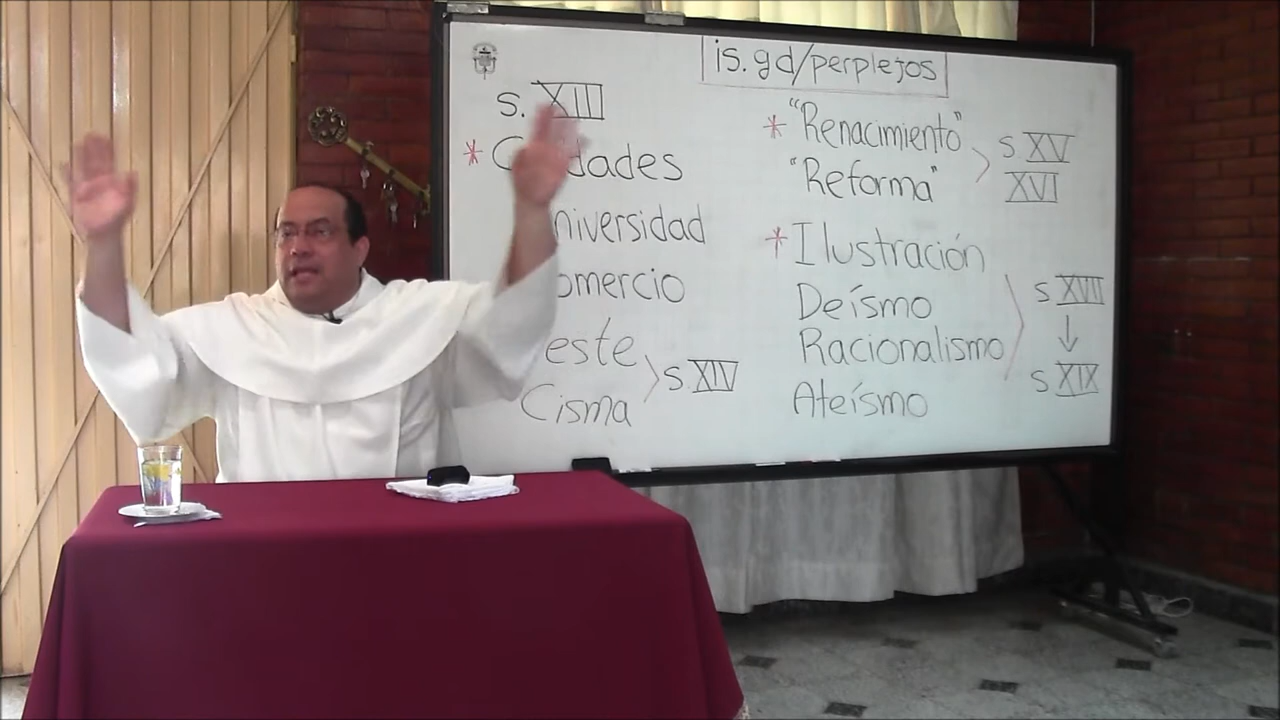 is.gd/perplejos
s. XIII
* C dades
niversidad
omercio
este
Cisma
s. XIV
* "Renacimiento"
"Reforma"
s XV
XVI
* Ilustración
Deísmo
Racionalismo
Ateísmo
s XVII
↓
s XIX